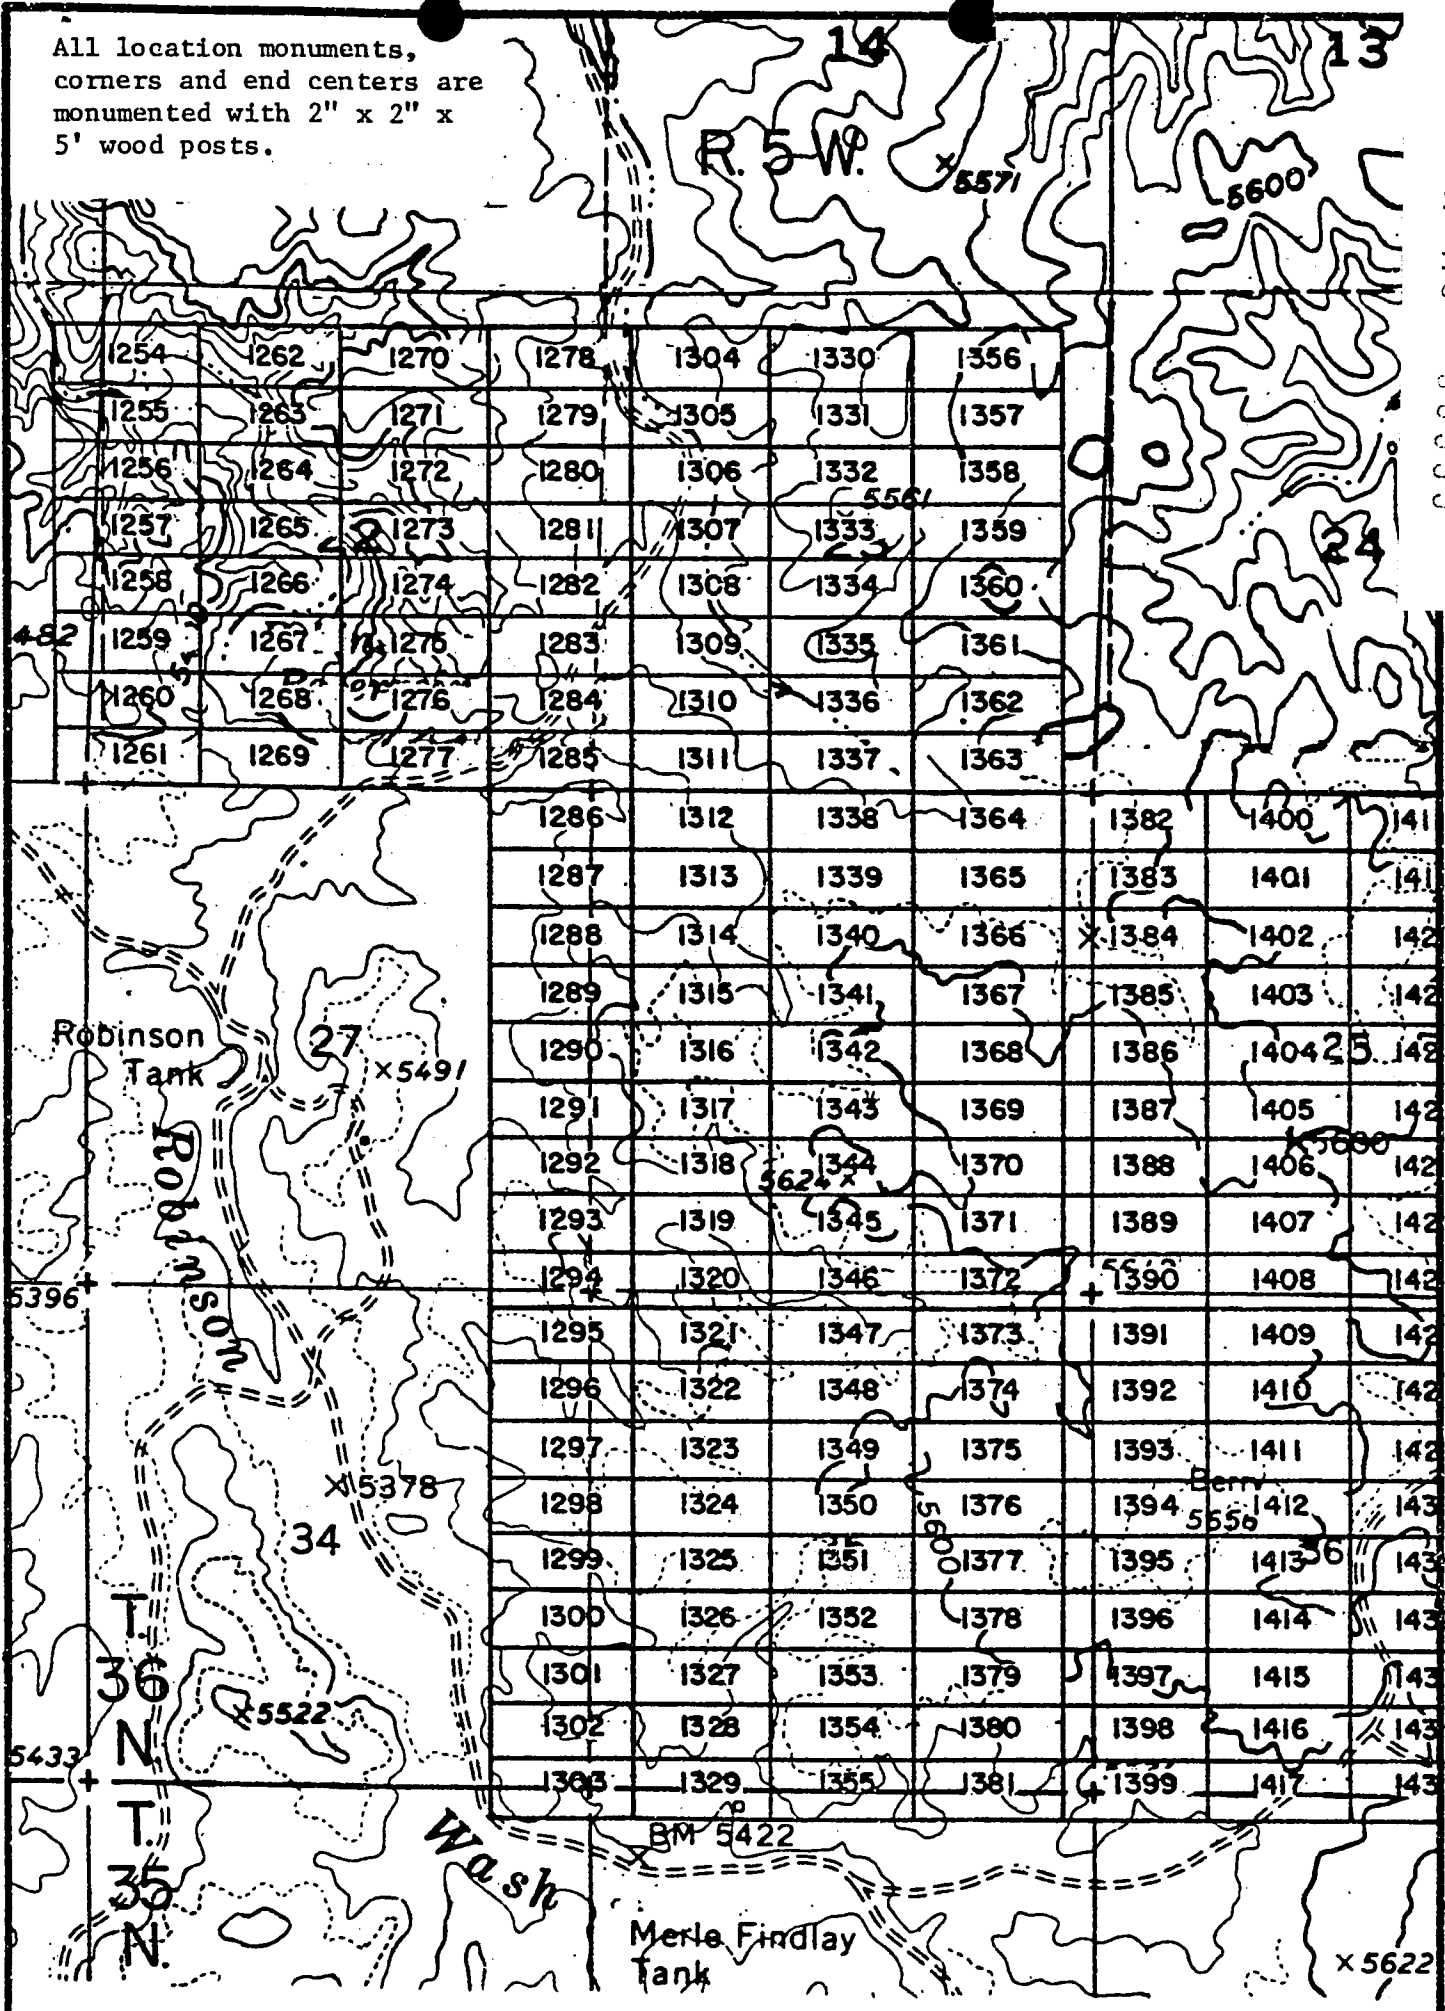 All location monuments,
corners and end centers are
monumented with 2" x 2" x
5' wood posts.
14
13
R. 5 W.
×5571
5600
1254 1262 1270 1278 1304 1330 1356
1255 1263 1271 1279 1305 1331 1357
1256 1264 1272 1280 1306 1332 1358
5561
1257 1265 1273 1281 1307 1333 1359
24
1258 1266 1274 1282 1308 1334 1360
1259 1267 1275 1283 1309 1335 1361
1260 1268 1276 1284 1310 1336 1362
1261 1269 1277 1285 1311 1337 1363
1286 1312 1338 1364 1382 1400
1287 1313 1339 1365 1383 1401
1288 1314 1340 1366 1384 1402
1289 1315 1341 1367 1385 1403
Robinson
Tank
27
×5491
1290 1316 1342 1368 1386 1404 25
1291 1317 1343 1369 1387 1405
5600
1292 1318 1344 1370 1388 1406
5624×
1293 1319 1345 1371 1389 1407
1294 1320 1346 1372 1390 1408
5396
Robinson
1295 1321 1347 1373 1391 1409
1296 1322 1348 1374 1392 1410
1297 1323 1349 1375 1393 1411
×5378
1298 1324 1350 1376 1394 1412
5600
34
1299 1325 1351 1377 1395 1413 36
1300 1326 1352 1378 1396 1414
1301 1327 1353 1379 1397 1415
T.
36
N
×5522
1302 1328 1354 1380 1398 1416
5433
1303 1329 1355 1381 1399 1417
T.
35
N.
Wash
BM 5422
Merle Findlay
Tank
×5622